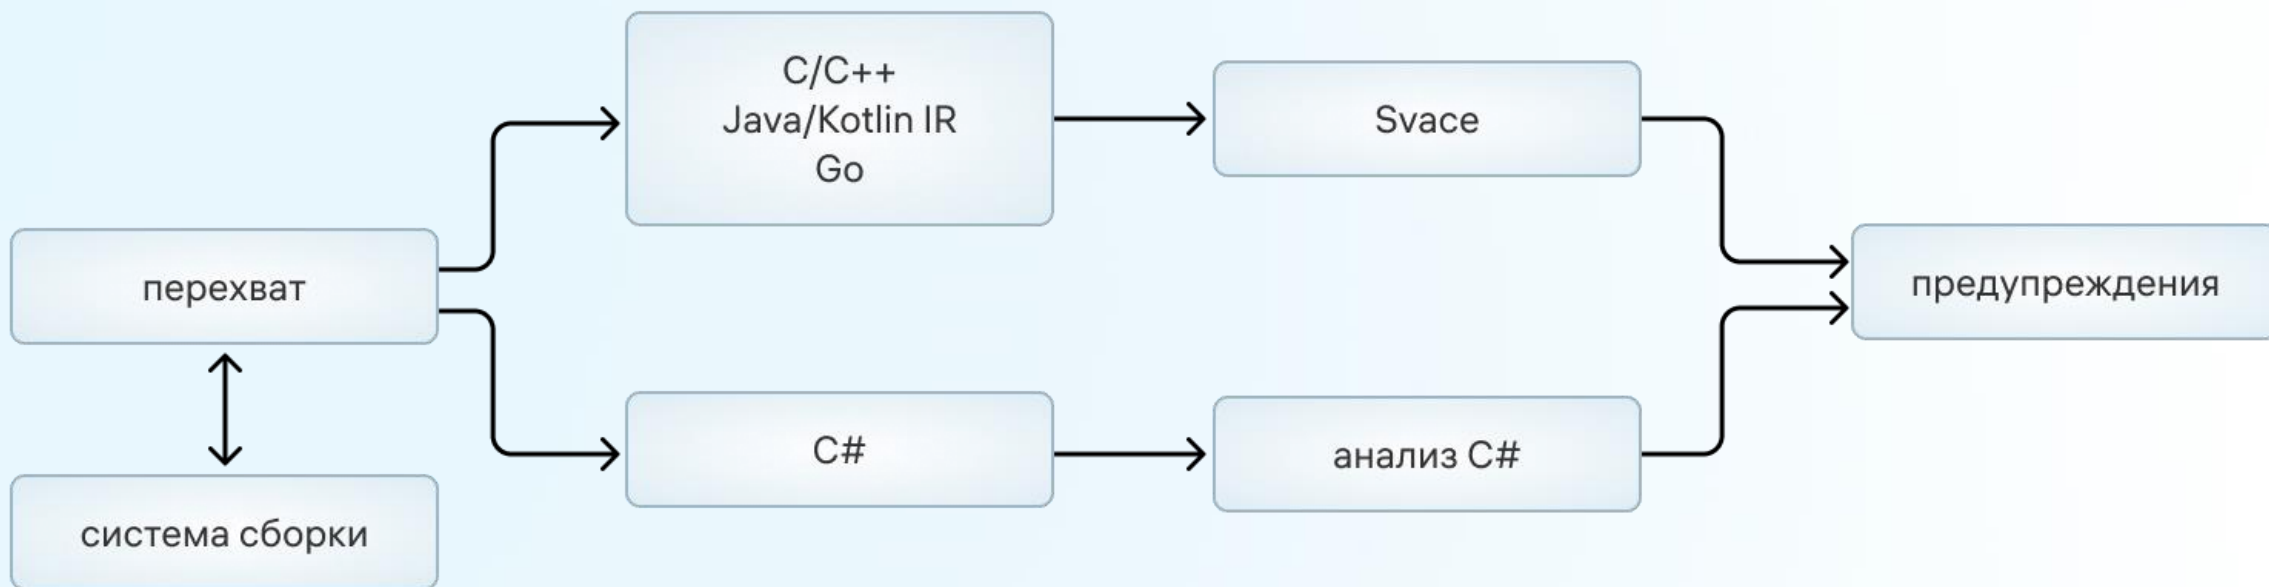 C/C++
Java/Kotlin IR
Go
Svace
перехват
предупреждения
C#
анализ C#
система сборки